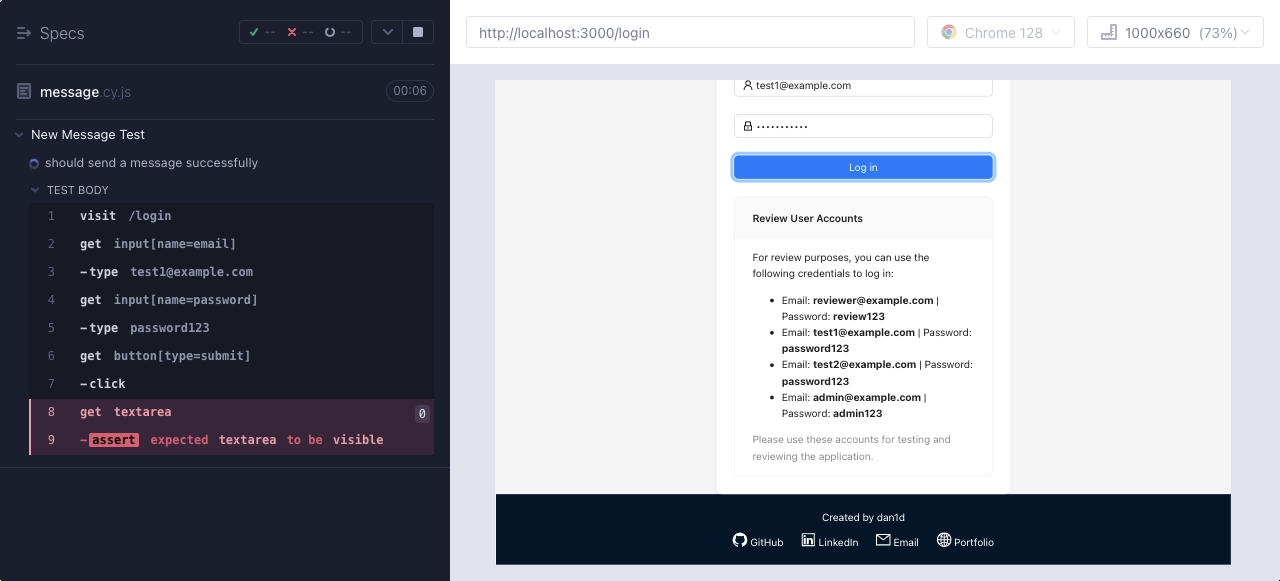 Specs
-- -- --
message.cy.js
00:06
New Message Test
should send a message successfully
TEST BODY
1 visit /login
2 get input[name=email]
3 -type test1@example.com
4 get input[name=password]
5 -type password123
6 get button[type=submit]
7 -click
8 get textarea 0
9 -assert expected textarea to be visible
http://localhost:3000/login
Chrome 128
1000x660 (73%)
test1@example.com
•••••••••••
Log in
Review User Accounts
For review purposes, you can use the
following credentials to log in:
• Email: reviewer@example.com |
Password: review123
• Email: test1@example.com | Password:
password123
• Email: test2@example.com | Password:
password123
• Email: admin@example.com |
Password: admin123
Please use these accounts for testing and
reviewing the application.
Created by dan1d
GitHub LinkedIn Email Portfolio